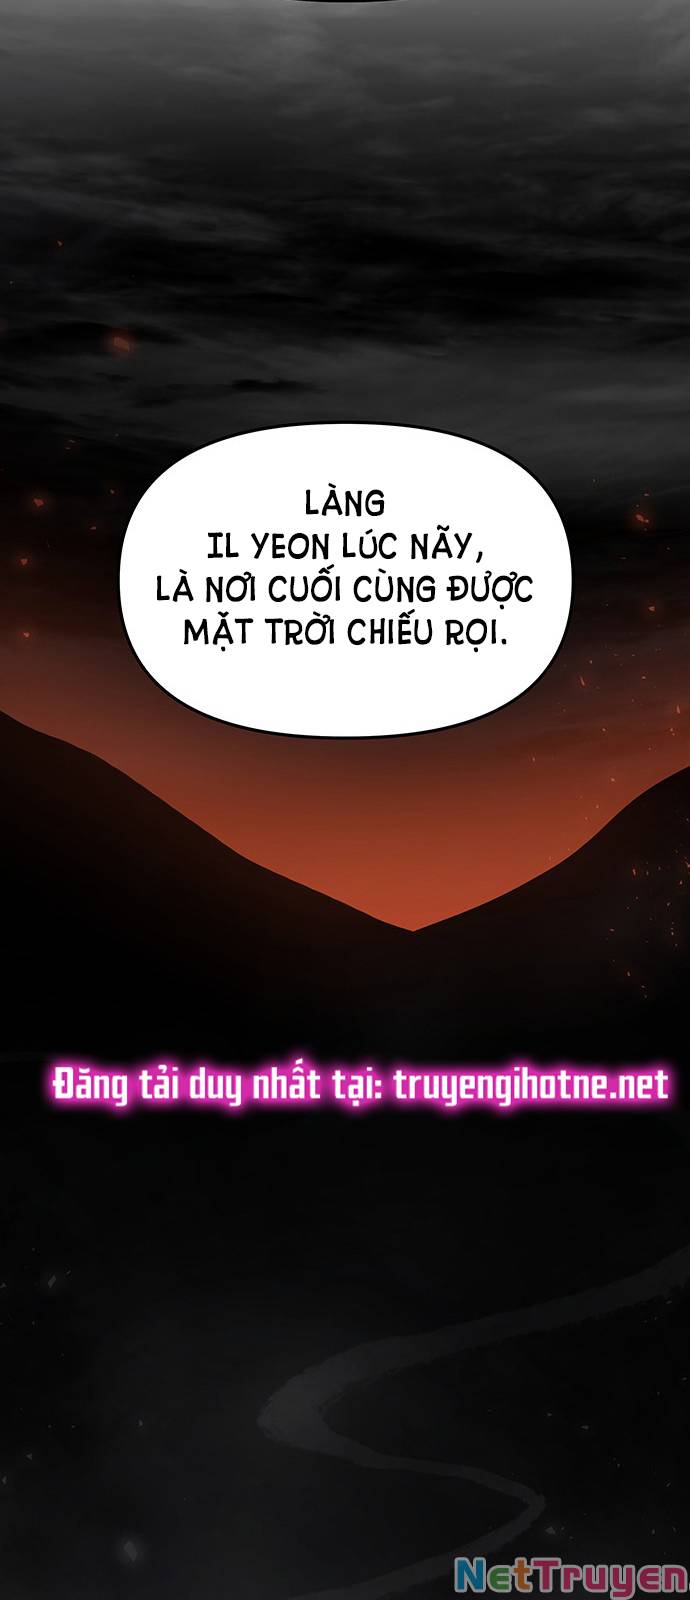 LÀNG
IL YEON LÚC NÃY,
LÀ NƠI CUỐI CÙNG ĐƯỢC
MẶT TRỜI CHIẾU RỌI.
Đăng tải duy nhất tại: truyengihotne.net
NetTruyen